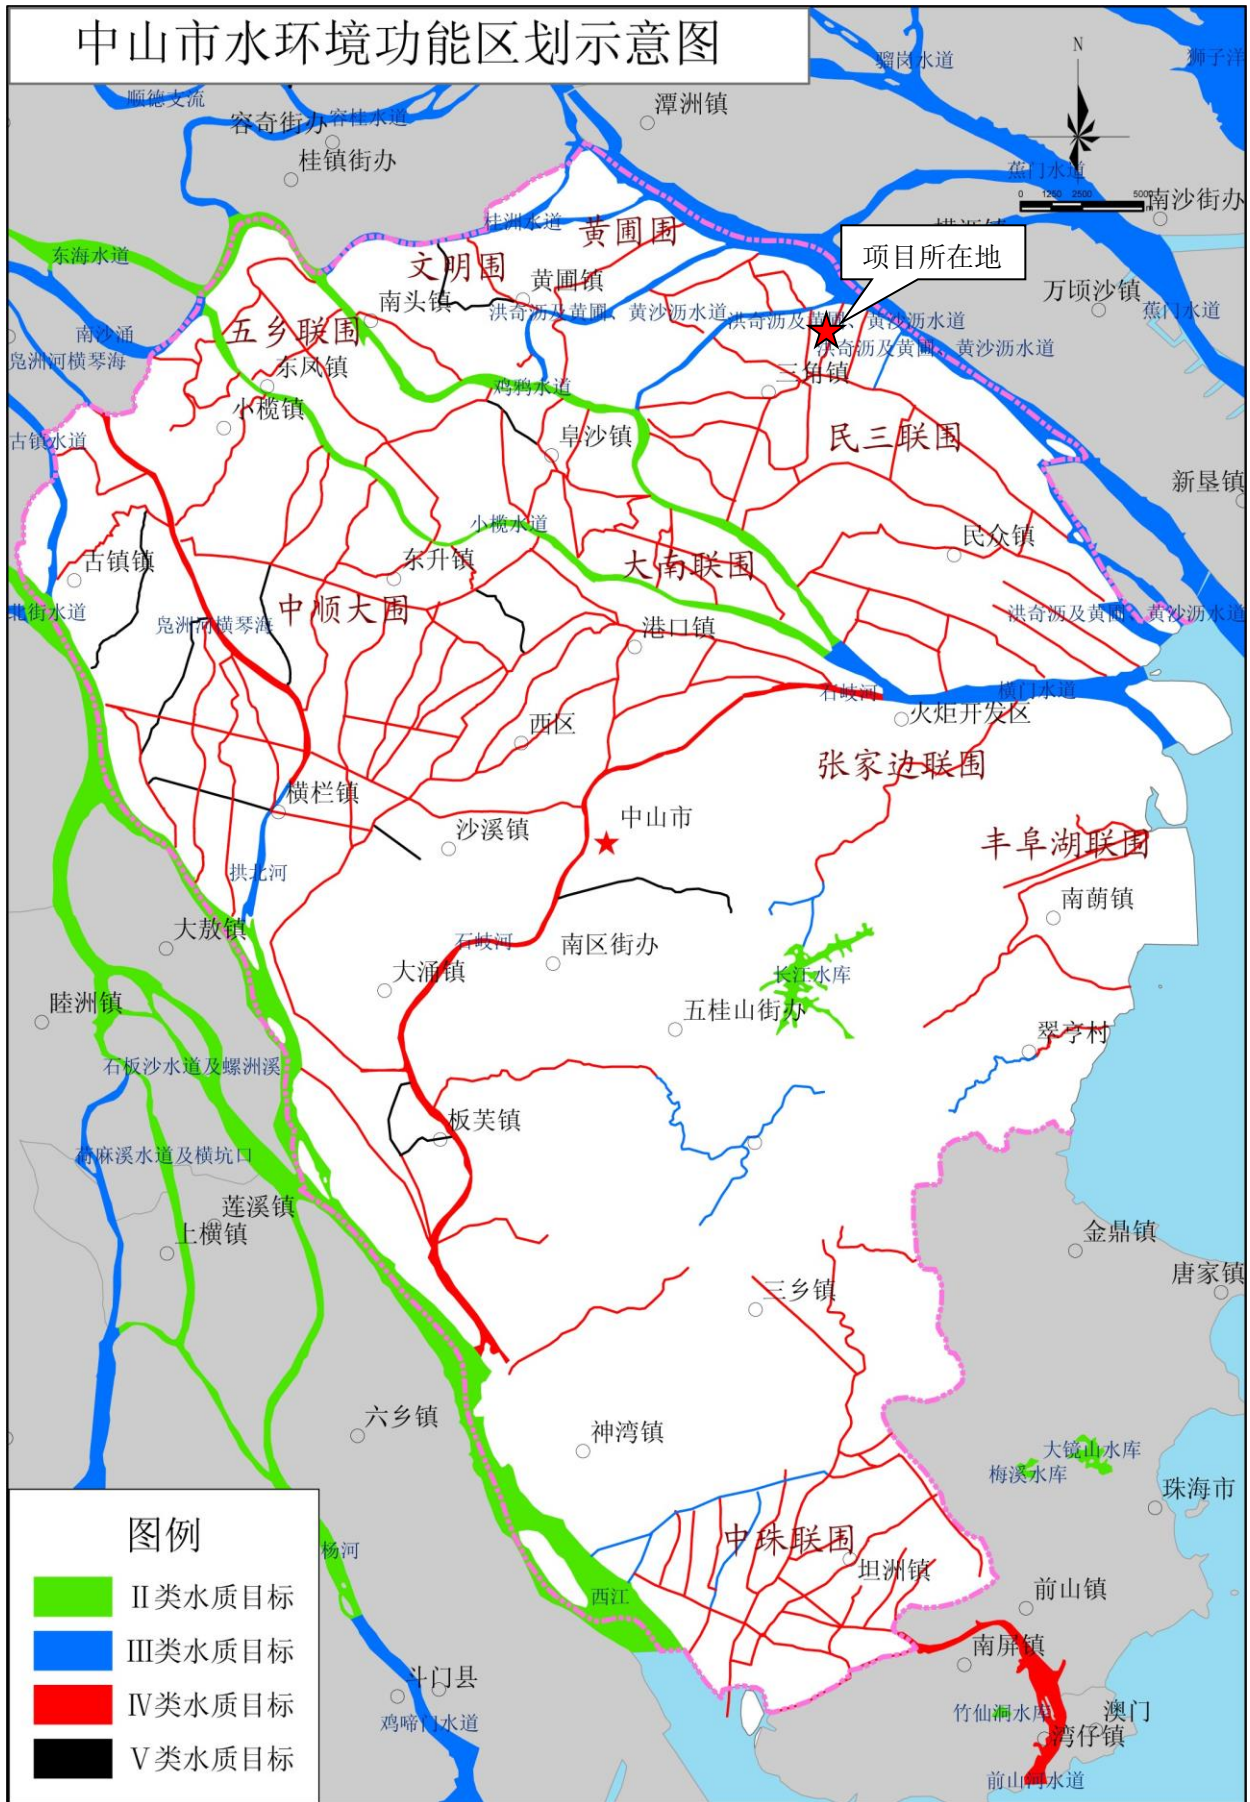 中山市水环境功能区划示意图
骝岗水道
狮子洋
N
顺德支流
潭洲镇
容奇街办
容桂水道
桂镇街办
蕉门水道
0 1250 2500 5000
南沙街办
桂洲水道
黄圃围
东海水道
文明围
项目所在地
黄圃镇
万顷沙镇
南头镇
洪奇沥及黄圃、黄沙沥水道
洪奇沥及黄圃、黄沙沥水道
蕉门水道
南沙涌
五乡联围
洪奇沥及黄圃、黄沙沥水道
凫洲河横琴海
东凤镇
鸡鸦水道
三角镇
小榄镇
古镇水道
阜沙镇
民三联围
新垦镇
小榄水道
民众镇
古镇镇
东升镇
大南联围
北街水道
中顺大围
凫洲河横琴海
港口镇
洪奇沥及黄圃、黄沙沥水道
石岐河
横门水道
西区
火炬开发区
张家边联围
横栏镇
中山市
沙溪镇
丰阜湖联围
拱北河
南蓢镇
大敖镇
石岐河
南区街办
长江水库
大涌镇
睦洲镇
五桂山街办
翠亨村
石板沙水道及螺洲溪
板芙镇
荷麻溪水道及横坑口
莲溪镇
上横镇
金鼎镇
唐家镇
三乡镇
六乡镇
神湾镇
大镜山水库
梅溪水库
珠海市
图例
中珠联围
杨河
坦洲镇
II类水质目标
西江
前山镇
III类水质目标
南屏镇
斗门县
IV类水质目标
竹仙洞水库
澳门
鸡啼门水道
湾仔镇
V类水质目标
前山河水道